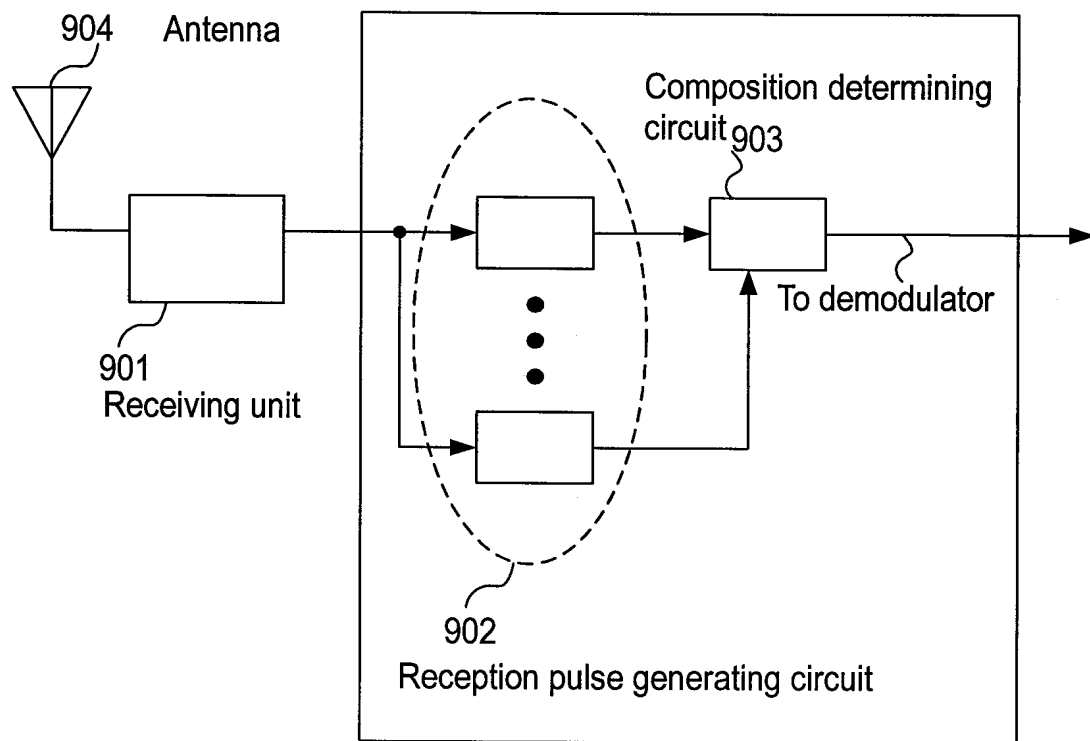 904 Antenna
Composition determining
circuit 903
To demodulator
901
Receiving unit
902
Reception pulse generating circuit